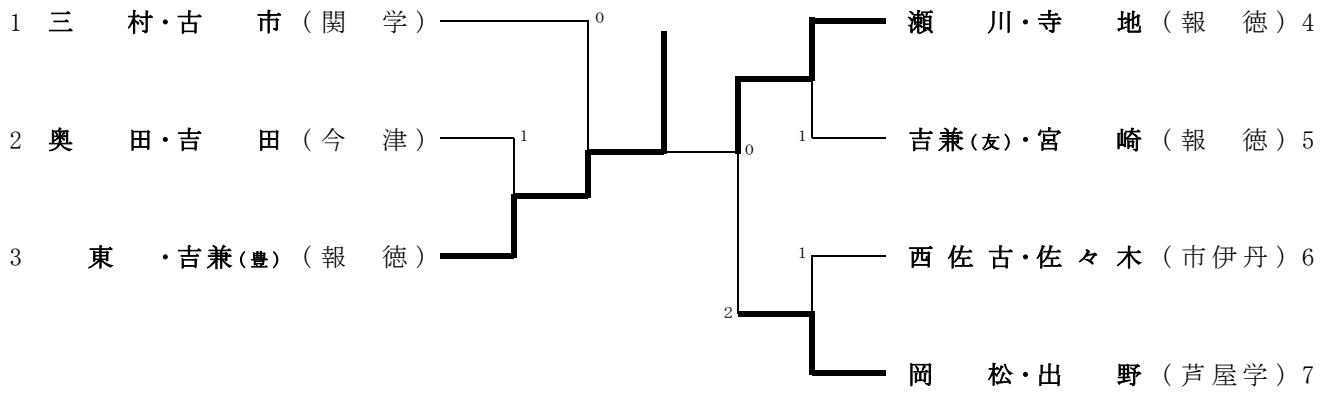 1 三 村・古 市 (関 学) 0
2 奥 田・吉 田 (今 津) 1
3 東 ・吉兼(豊) (報 徳)
瀬 川・寺 地 (報 徳) 4
0
1 吉兼(友)・宮 崎 (報 徳) 5
1 西佐古・佐々木 (市伊丹) 6
2
岡 松・出 野 (芦屋学) 7